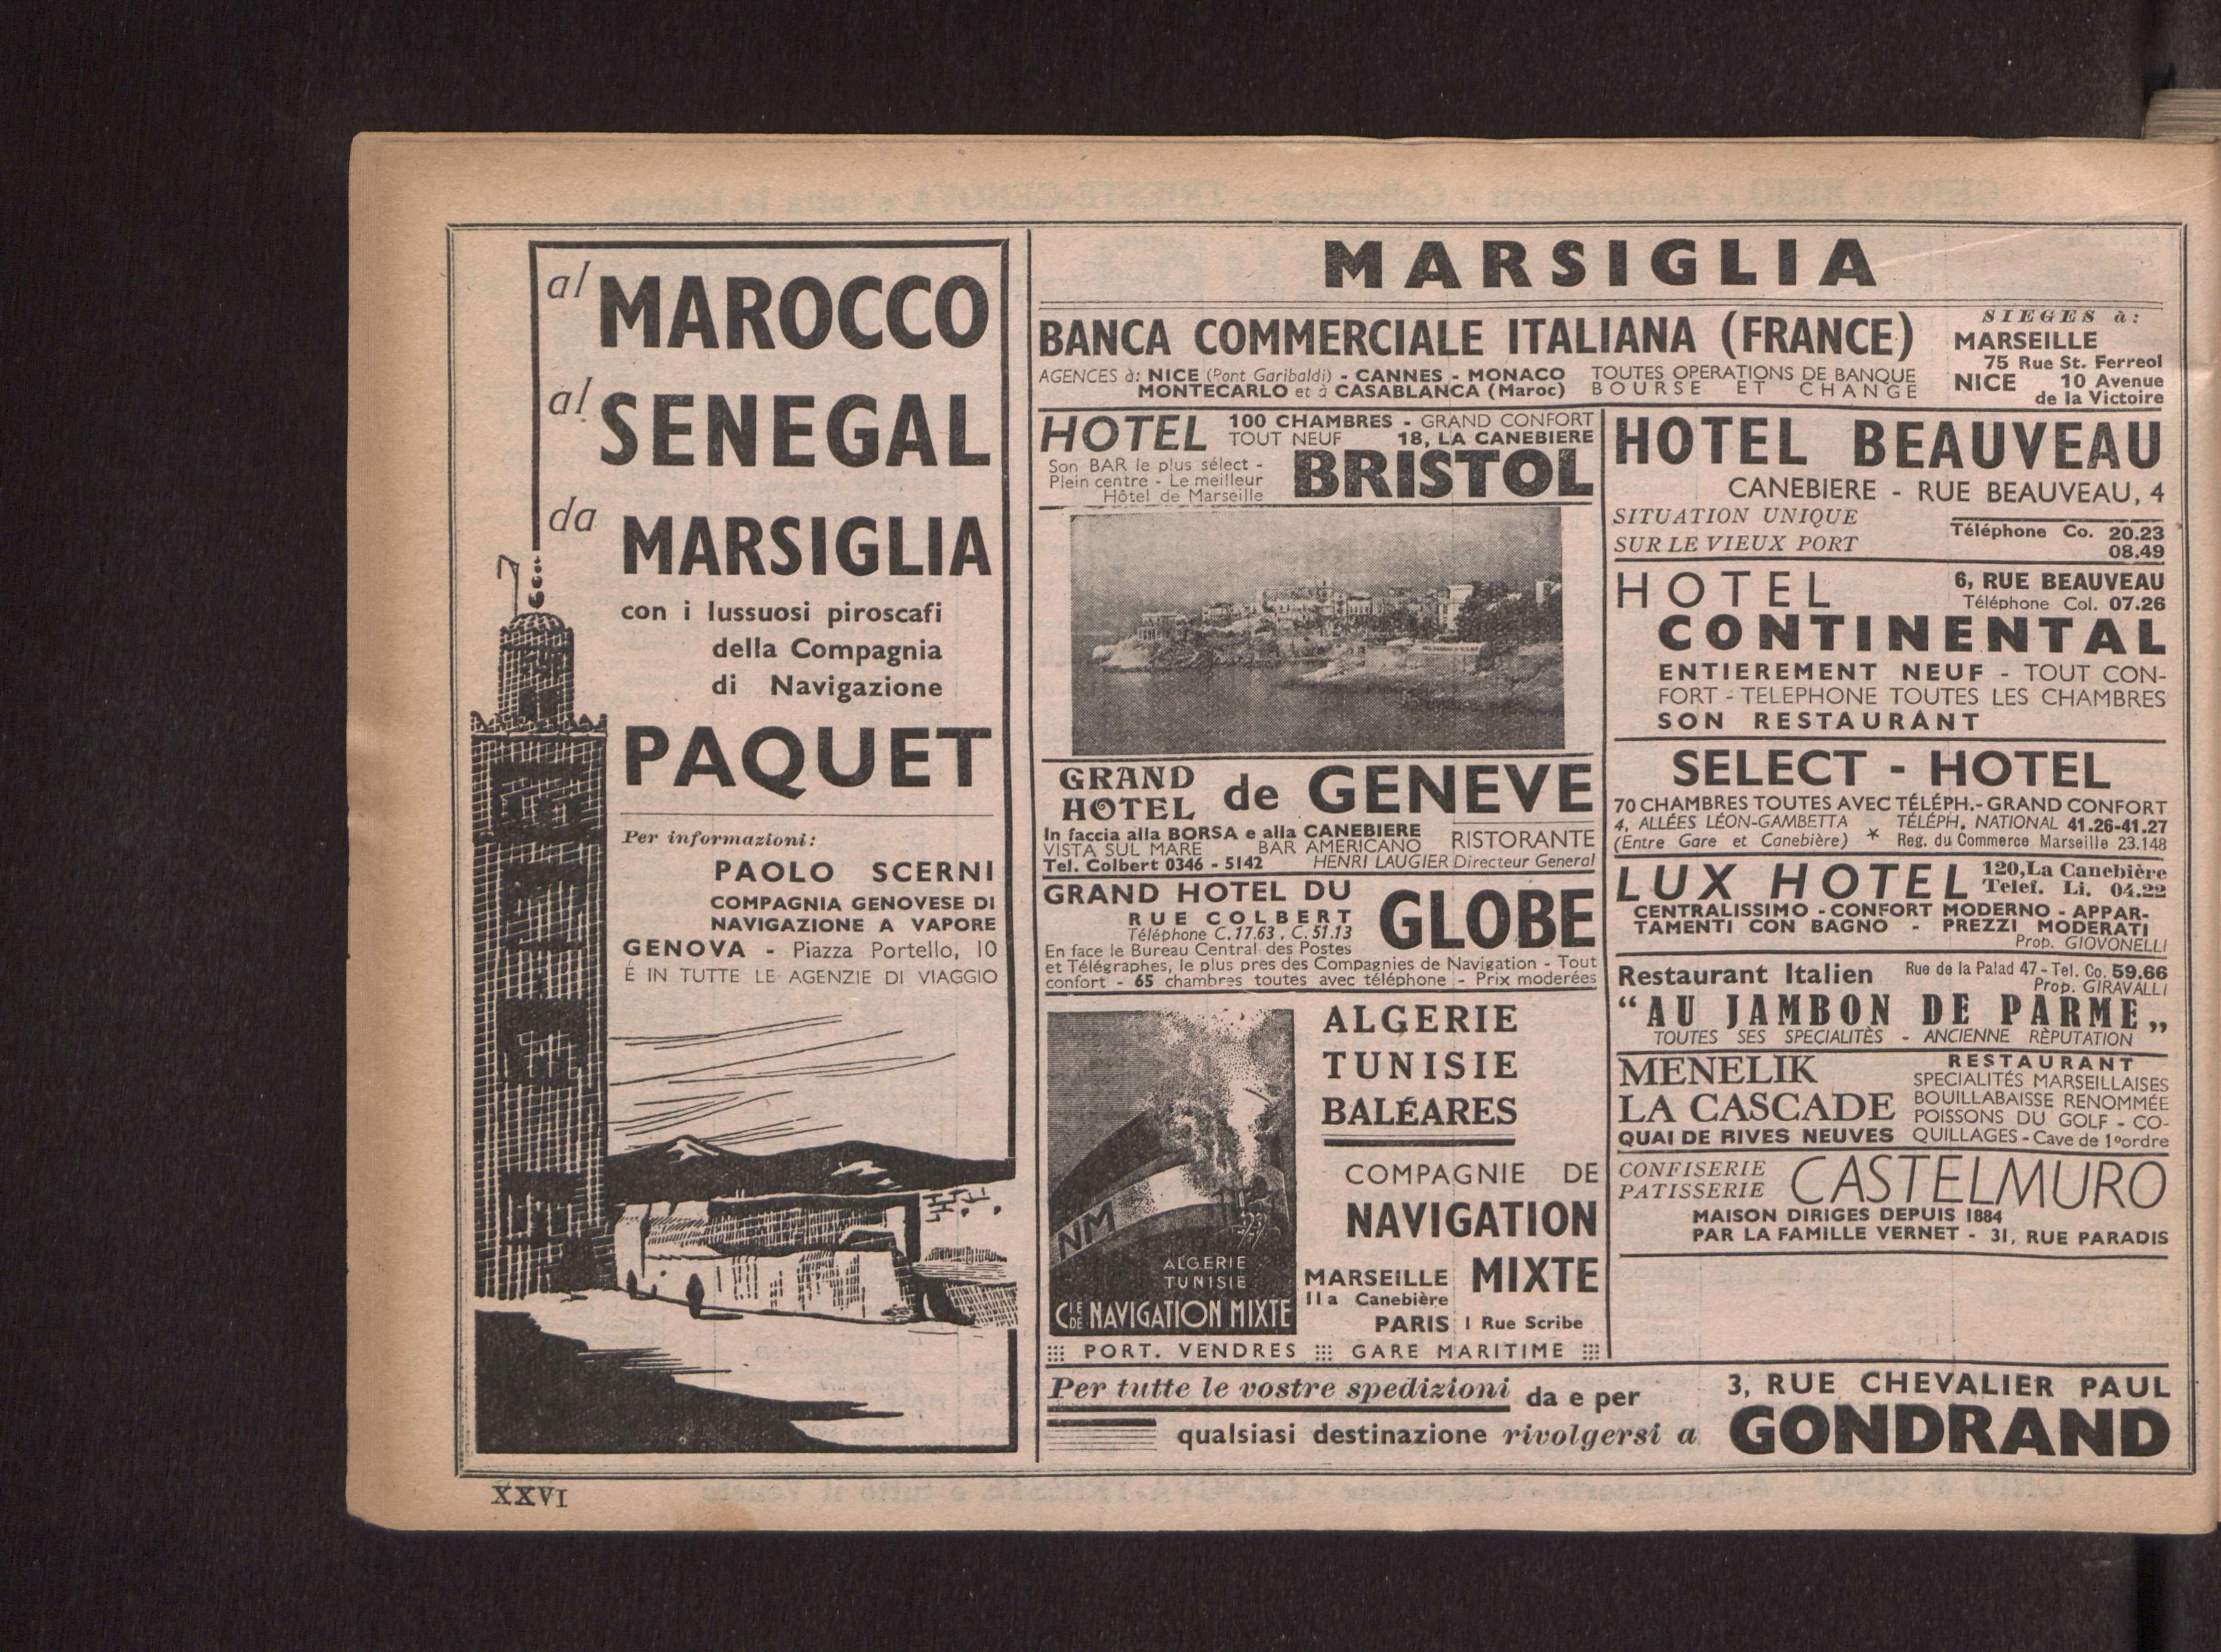 al MAROCCO
al SENEGAL
da MARSIGLIA
con i lussuosi piroscafi
della Compagnia
di Navigazione
PAQUET
Per informazioni:
PAOLO SCERNI
COMPAGNIA GENOVESE DI
NAVIGAZIONE A VAPORE
GENOVA - Piazza Portello, 10
E IN TUTTE LE AGENZIE DI VIAGGIO
MARSIGLIA
BANCA COMMERCIALE ITALIANA (FRANCE)
AGENCES à: NICE (Pont Garibaldi) - CANNES - MONACO
MONTECARLO et à CASABLANCA (Maroc)
TOUTES OPERATIONS DE BANQUE
BOURSE ET CHANGE
SIEGES à:
MARSEILLE
75 Rue St. Ferreol
NICE 10 Avenue
de la Victoire
HOTEL
100 CHAMBRES - GRAND CONFORT
TOUT NEUF 18, LA CANEBIERE
BRISTOL
Son BAR le plus sélect -
Plein centre - Le meilleur
Hôtel de Marseille
GRAND
HOTEL de GENEVE
In faccia alla BORSA e alla CANEBIERE
VISTA SUL MARE BAR AMERICANO RISTORANTE
Tel. Colbert 0346 - 5142 HENRI LAUGIER Directeur General
GRAND HOTEL DU
GLOBE
RUE COLBERT
Téléphone C.17.63, C. 51.13
En face le Bureau Central des Postes
et Télégraphes, le plus pres des Compagnies de Navigation - Tout
confort - 65 chambres toutes avec téléphone - Prix moderées
NM
ALGERIE
TUNISIE
CIE DE NAVIGATION MIXTE
ALGERIE
TUNISIE
BALÉARES
COMPAGNIE DE
NAVIGATION
MIXTE
MARSEILLE
11a Canebière
PARIS 1 Rue Scribe
PORT. VENDRES GARE MARITIME
HOTEL BEAUVEAU
CANEBIERE - RUE BEAUVEAU, 4
SITUATION UNIQUE
SUR LE VIEUX PORT
Téléphone Co. 20.23
08.49
HOTEL
6, RUE BEAUVEAU
Téléphone Col. 07.26
CONTINENTAL
ENTIEREMENT NEUF - TOUT CON-
FORT - TELEPHONE TOUTES LES CHAMBRES
SON RESTAURANT
SELECT - HOTEL
70 CHAMBRES TOUTES AVEC TÉLÉPH. - GRAND CONFORT
4, ALLÉES LÉON-GAMBETTA TÉLÉPH. NATIONAL 41.26-41.27
(Entre Gare et Canebière) * Reg. du Commerce Marseille 23.148
LUX HOTEL
120, La Canebière
Telef. Li. 04.22
CENTRALISSIMO - CONFORT MODERNO - APPAR-
TAMENTI CON BAGNO - PREZZI MODERATI
Prop. GIOVONELLI
Restaurant Italien
Rue de la Palad 47 - Tel. Co. 59.66
Prop. GIRAVALLI
“AU JAMBON DE PARME„
TOUTES SES SPECIALITÈS - ANCIENNE RÈPUTATION
MENELIK
LA CASCADE
QUAI DE RIVES NEUVES
RESTAURANT
SPECIALITÉS MARSEILLAISES
BOUILLABAISSE RENOMMÉE
POISSONS DU GOLF - CO-
QUILLAGES - Cave de 1º ordre
CONFISERIE
PATISSERIE
CASTELMURO
MAISON DIRIGES DEPUIS 1884
PAR LA FAMILLE VERNET - 31, RUE PARADIS
Per tutte le vostre spedizioni da e per
qualsiasi destinazione rivolgersi a
3, RUE CHEVALIER PAUL
GONDRAND
XXVI